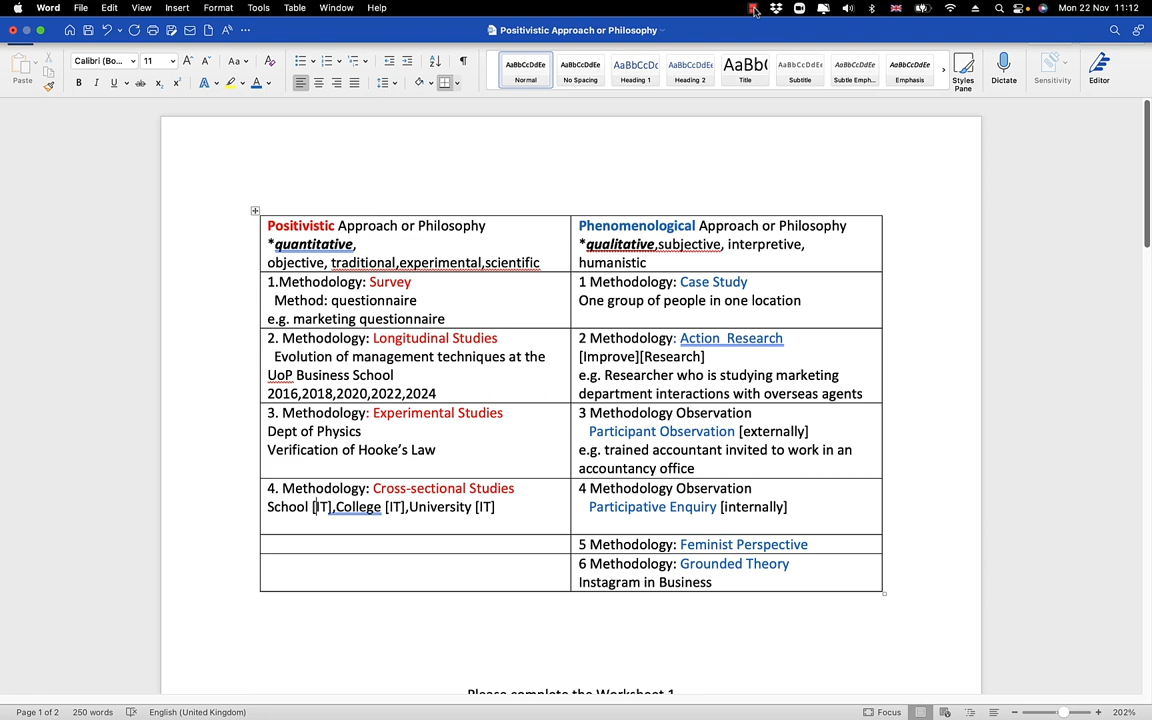 Word File Edit View Insert Format Tools Table Window Help Mon 22 Nov 11:12
Positivistic Approach or Philosophy
Calibri (Bo... 11
Paste
AaBbCcDdEe AaBbCcDdEe AaBbCcDc AaBbCcDdEe AaBb( AaBbCcDdEe AaBbCcDdEe AaBbCcDdEe
Normal No Spacing Heading 1 Heading 2 Title Subtitle Subtle Emph... Emphasis
Styles Pane Dictate Sensitivity Editor
Positivistic Approach or Philosophy
*quantitative,
objective, traditional,experimental,scientific
Phenomenological Approach or Philosophy
*qualitative,subjective, interpretive,
humanistic
1.Methodology: Survey
Method: questionnaire
e.g. marketing questionnaire
1 Methodology: Case Study
One group of people in one location
2. Methodology: Longitudinal Studies
Evolution of management techniques at the
UoP Business School
2016,2018,2020,2022,2024
2 Methodology: Action Research
[Improve][Research]
e.g. Researcher who is studying marketing
department interactions with overseas agents
3. Methodology: Experimental Studies
Dept of Physics
Verification of Hooke's Law
3 Methodology Observation
Participant Observation [externally]
e.g. trained accountant invited to work in an
accountancy office
4. Methodology: Cross-sectional Studies
School [IT],College [IT],University [IT]
4 Methodology Observation
Participative Enquiry [internally]
5 Methodology: Feminist Perspective
6 Methodology: Grounded Theory
Instagram in Business
Please complete the Worksheet 1
Page 1 of 2 250 words English (United Kingdom) Focus 202%